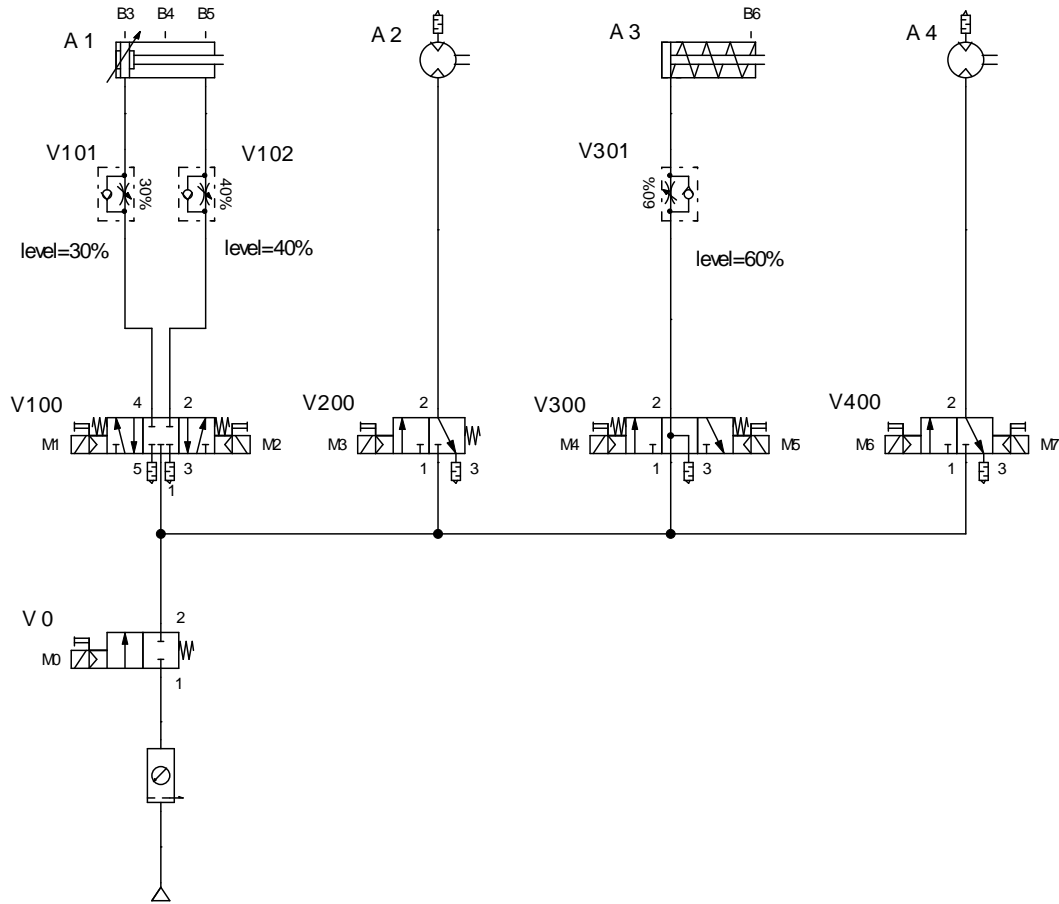 B3 B4 B5
B6
A 1
A 2
A 3
A 4
V101
V102
V301
30%
40%
60%
level=30%
level=40%
level=60%
V100
4
2
V200
2
V300
2
V400
2
M1
M2
M3
M4
M5
M6
M7
5
3
1
1
3
1
3
1
3
V 0
2
M0
1